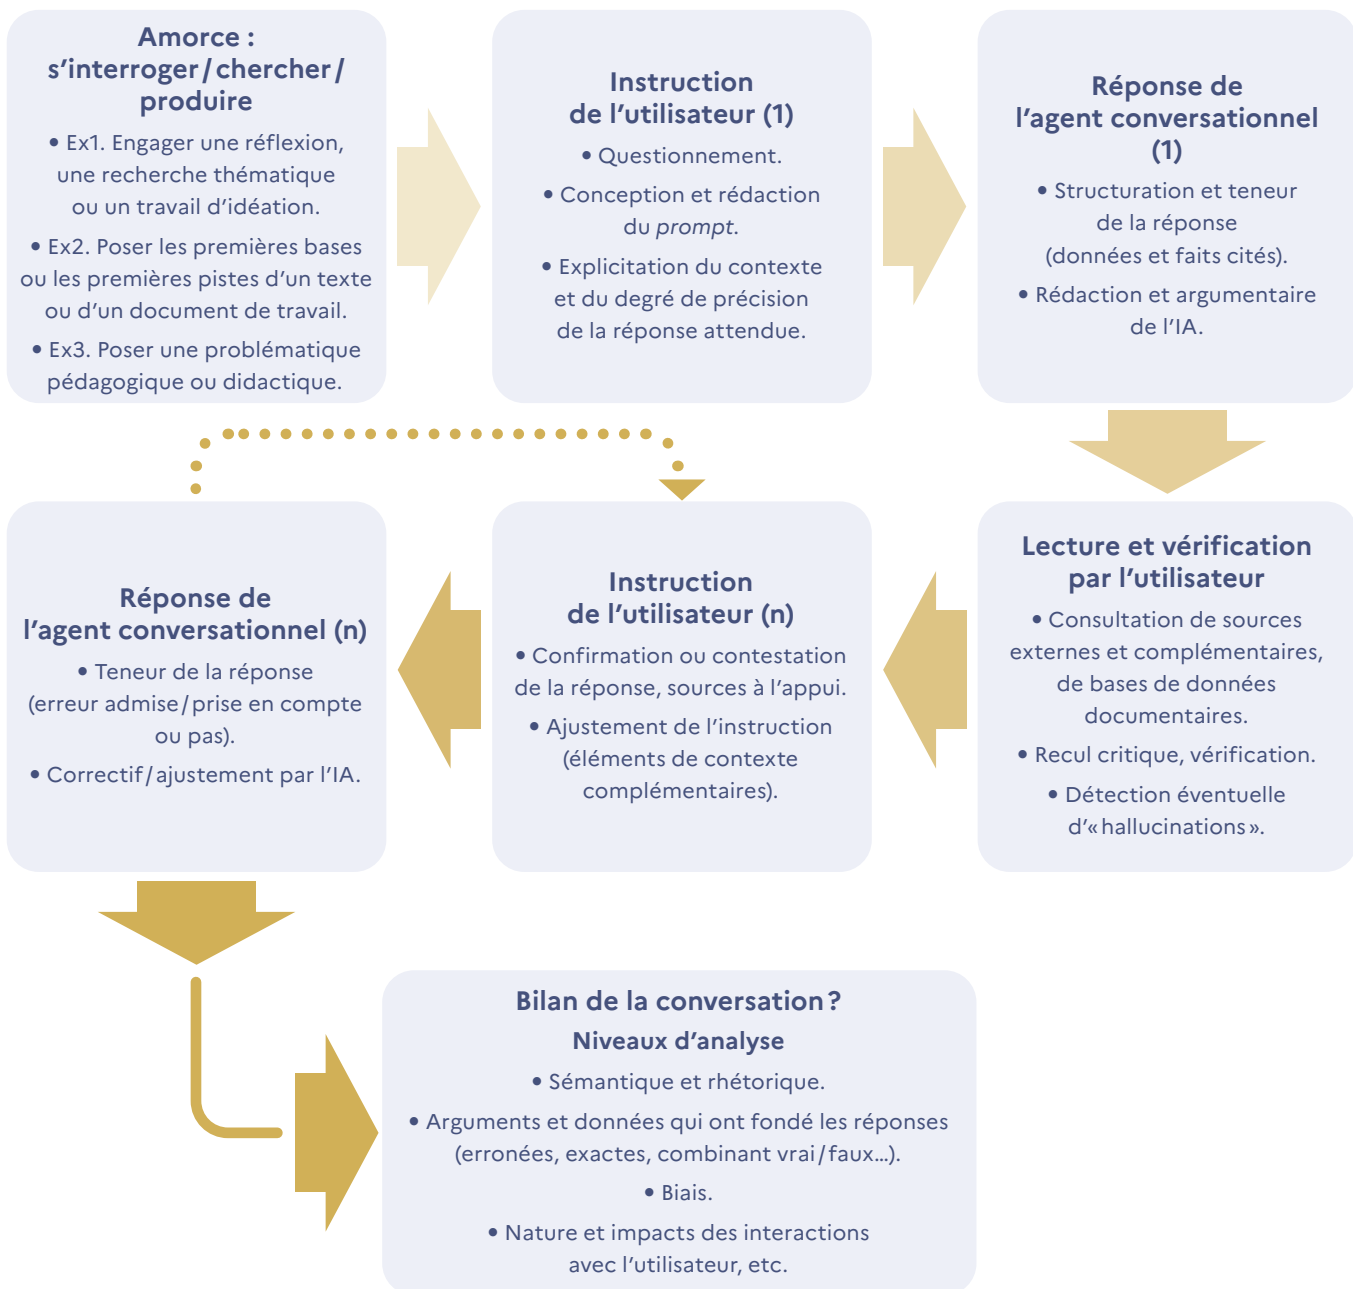 Amorce :
s’interroger / chercher /
produire
• Ex1. Engager une réflexion,
une recherche thématique
ou un travail d’idéation.
• Ex2. Poser les premières bases
ou les premières pistes d’un texte
ou d’un document de travail.
• Ex3. Poser une problématique
pédagogique ou didactique.
Instruction
de l’utilisateur (1)
• Questionnement.
• Conception et rédaction
du prompt.
• Explicitation du contexte
et du degré de précision
de la réponse attendue.
Réponse de
l’agent conversationnel
(1)
• Structuration et teneur
de la réponse
(données et faits cités).
• Rédaction et argumentaire
de l’IA.
Lecture et vérification
par l’utilisateur
• Consultation de sources
externes et complémentaires,
de bases de données
documentaires.
• Recul critique, vérification.
• Détection éventuelle
d’« hallucinations ».
Instruction
de l’utilisateur (n)
• Confirmation ou contestation
de la réponse, sources à l’appui.
• Ajustement de l’instruction
(éléments de contexte
complémentaires).
Réponse de
l’agent conversationnel (n)
• Teneur de la réponse
(erreur admise / prise en compte
ou pas).
• Correctif / ajustement par l’IA.
Bilan de la conversation ?
Niveaux d’analyse
• Sémantique et rhétorique.
• Arguments et données qui ont fondé les réponses
(erronées, exactes, combinant vrai / faux…).
• Biais.
• Nature et impacts des interactions
avec l’utilisateur, etc.